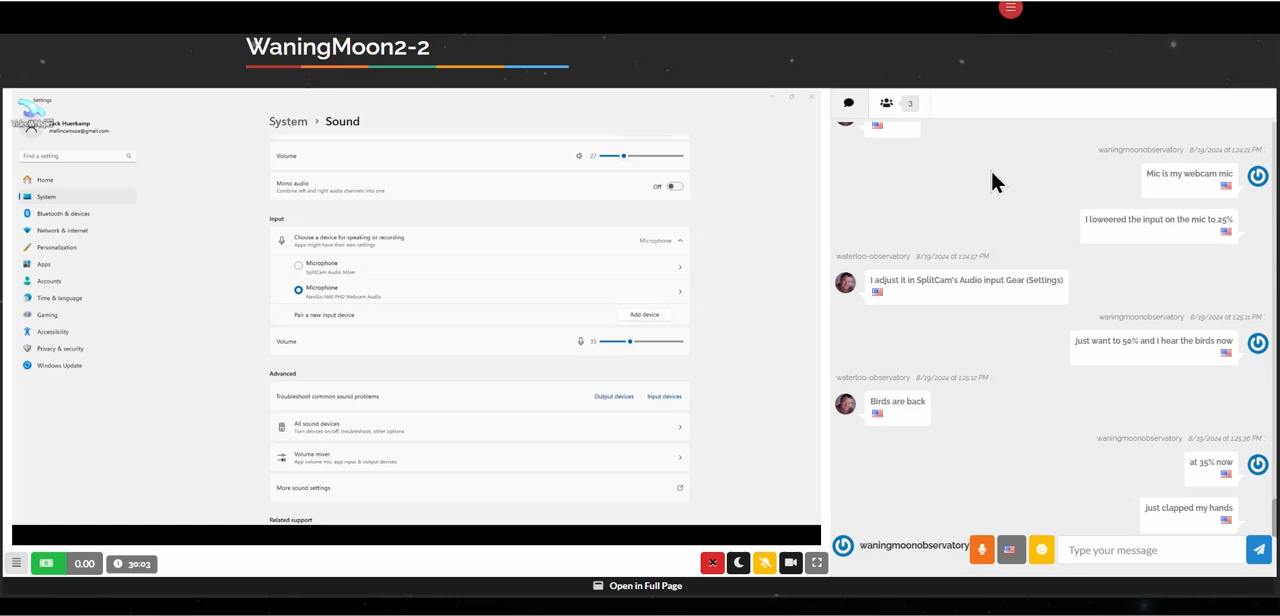 WaningMoon2-2
Settings
ck Huerkamp
mallincamusa@gmail.com
Find a setting
Home
System
Bluetooth & devices
Network & internet
Personalization
Apps
Accounts
Time & language
Gaming
Accessibility
Privacy & security
Windows Update
System › Sound
Volume
27
Mono audio
Combine left and right audio channels into one
Off
Input
Choose a device for speaking or recording
Apps might have their own settings
Microphone
Microphone
SplitCam Audio Mixer
Microphone
NexiGo N60 FHD Webcam Audio
Pair a new input device
Add device
Volume
35
Advanced
Troubleshoot common sound problems
Output devices
Input devices
All sound devices
Turn devices on/off, troubleshoot, other options
Volume mixer
App volume mix, app input & output devices
More sound settings
Related support
0.00
30:03
3
waningmoonobservatory 8/19/2024 at 1:24:21 PM :
Mic is my webcam mic
I loweered the input on the mic to 25%
waterloo-observatory 8/19/2024 at 1:24:57 PM :
I adjust it in SplitCam's Audio input Gear (Settings)
waningmoonobservatory 8/19/2024 at 1:25:11 PM :
just want to 50% and I hear the birds now
waterloo-observatory 8/19/2024 at 1:25:12 PM :
Birds are back
waningmoonobservatory 8/19/2024 at 1:25:36 PM :
at 35% now
just clapped my hands
waningmoonobservatory
Type your message
Open in Full Page